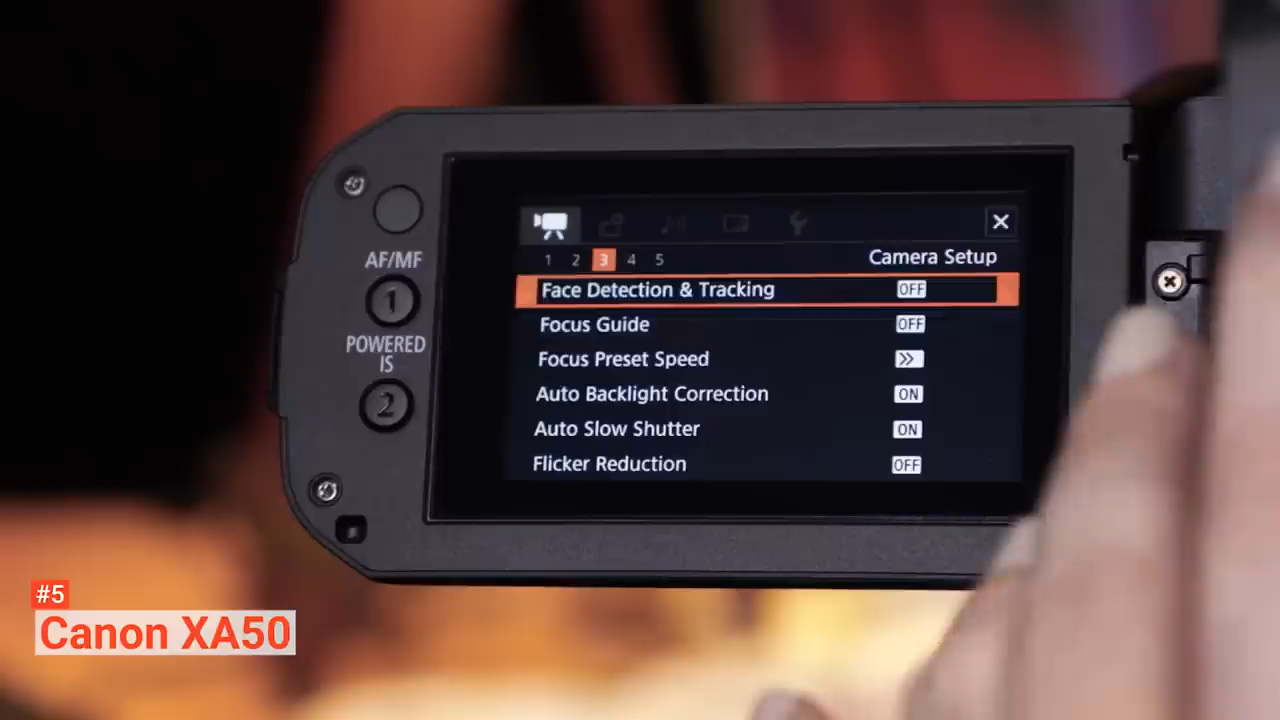 AF/MF
1
POWERED
IS
2
1 2 3 4 5
Camera Setup
Face Detection & Tracking OFF
Focus Guide OFF
Focus Preset Speed
Auto Backlight Correction ON
Auto Slow Shutter ON
Flicker Reduction OFF
#5
Canon XA50